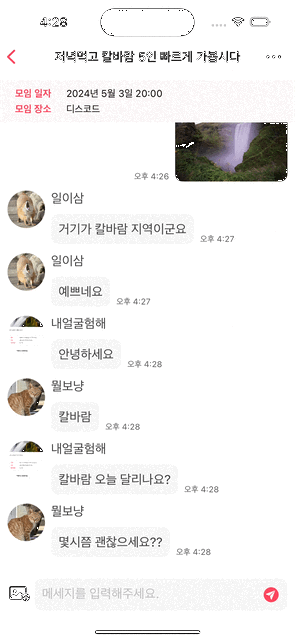 4:28
저녁먹고 칼바람 5인 빠르게 가봅시다
모임 일자 2024년 5월 3일 20:00
모임 장소 디스코드
오후 4:26
일이삼
거기가 칼바람 지역이군요
오후 4:27
일이삼
예쁘네요
오후 4:27
내얼굴험해
안녕하세요
오후 4:28
뭘보냥
칼바람
오후 4:28
내얼굴험해
칼바람 오늘 달리나요?
오후 4:28
뭘보냥
몇시쯤 괜찮으세요??
오후 4:28
메세지를 입력해주세요.